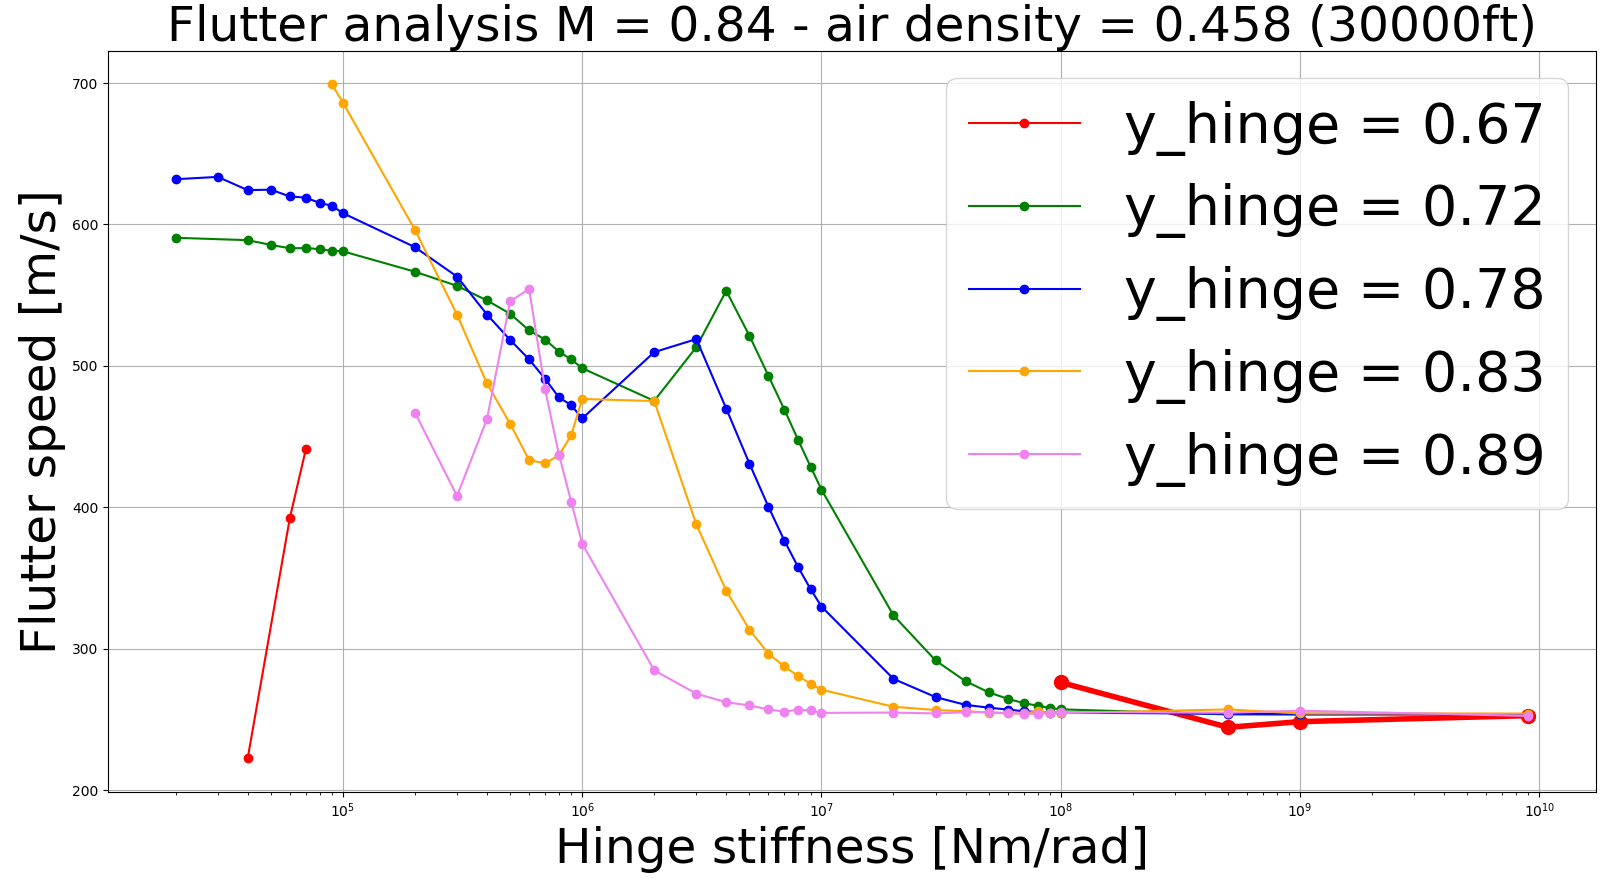 Flutter analysis M = 0.84 - air density = 0.458 (30000ft)
700
600
500
400
300
200
Flutter speed [m/s]
y_hinge = 0.67
y_hinge = 0.72
y_hinge = 0.78
y_hinge = 0.83
y_hinge = 0.89
10⁵ 10⁶ 10⁷ 10⁸ 10⁹ 10¹⁰
Hinge stiffness [Nm/rad]